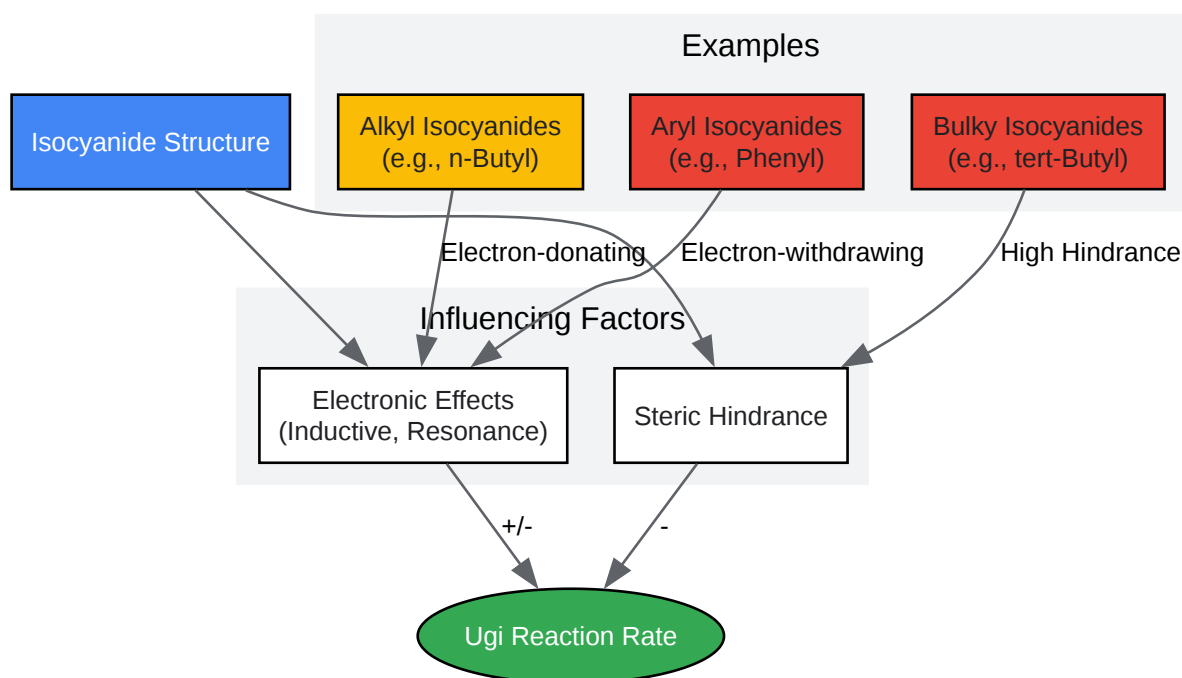 Examples
Isocyanide Structure
Alkyl Isocyanides
(e.g., n-Butyl)
Aryl Isocyanides
(e.g., Phenyl)
Bulky Isocyanides
(e.g., tert-Butyl)
Electron-donating
Electron-withdrawing
High Hindrance
Influencing Factors
Electronic Effects
(Inductive, Resonance)
Steric Hindrance
+/-
-
Ugi Reaction Rate